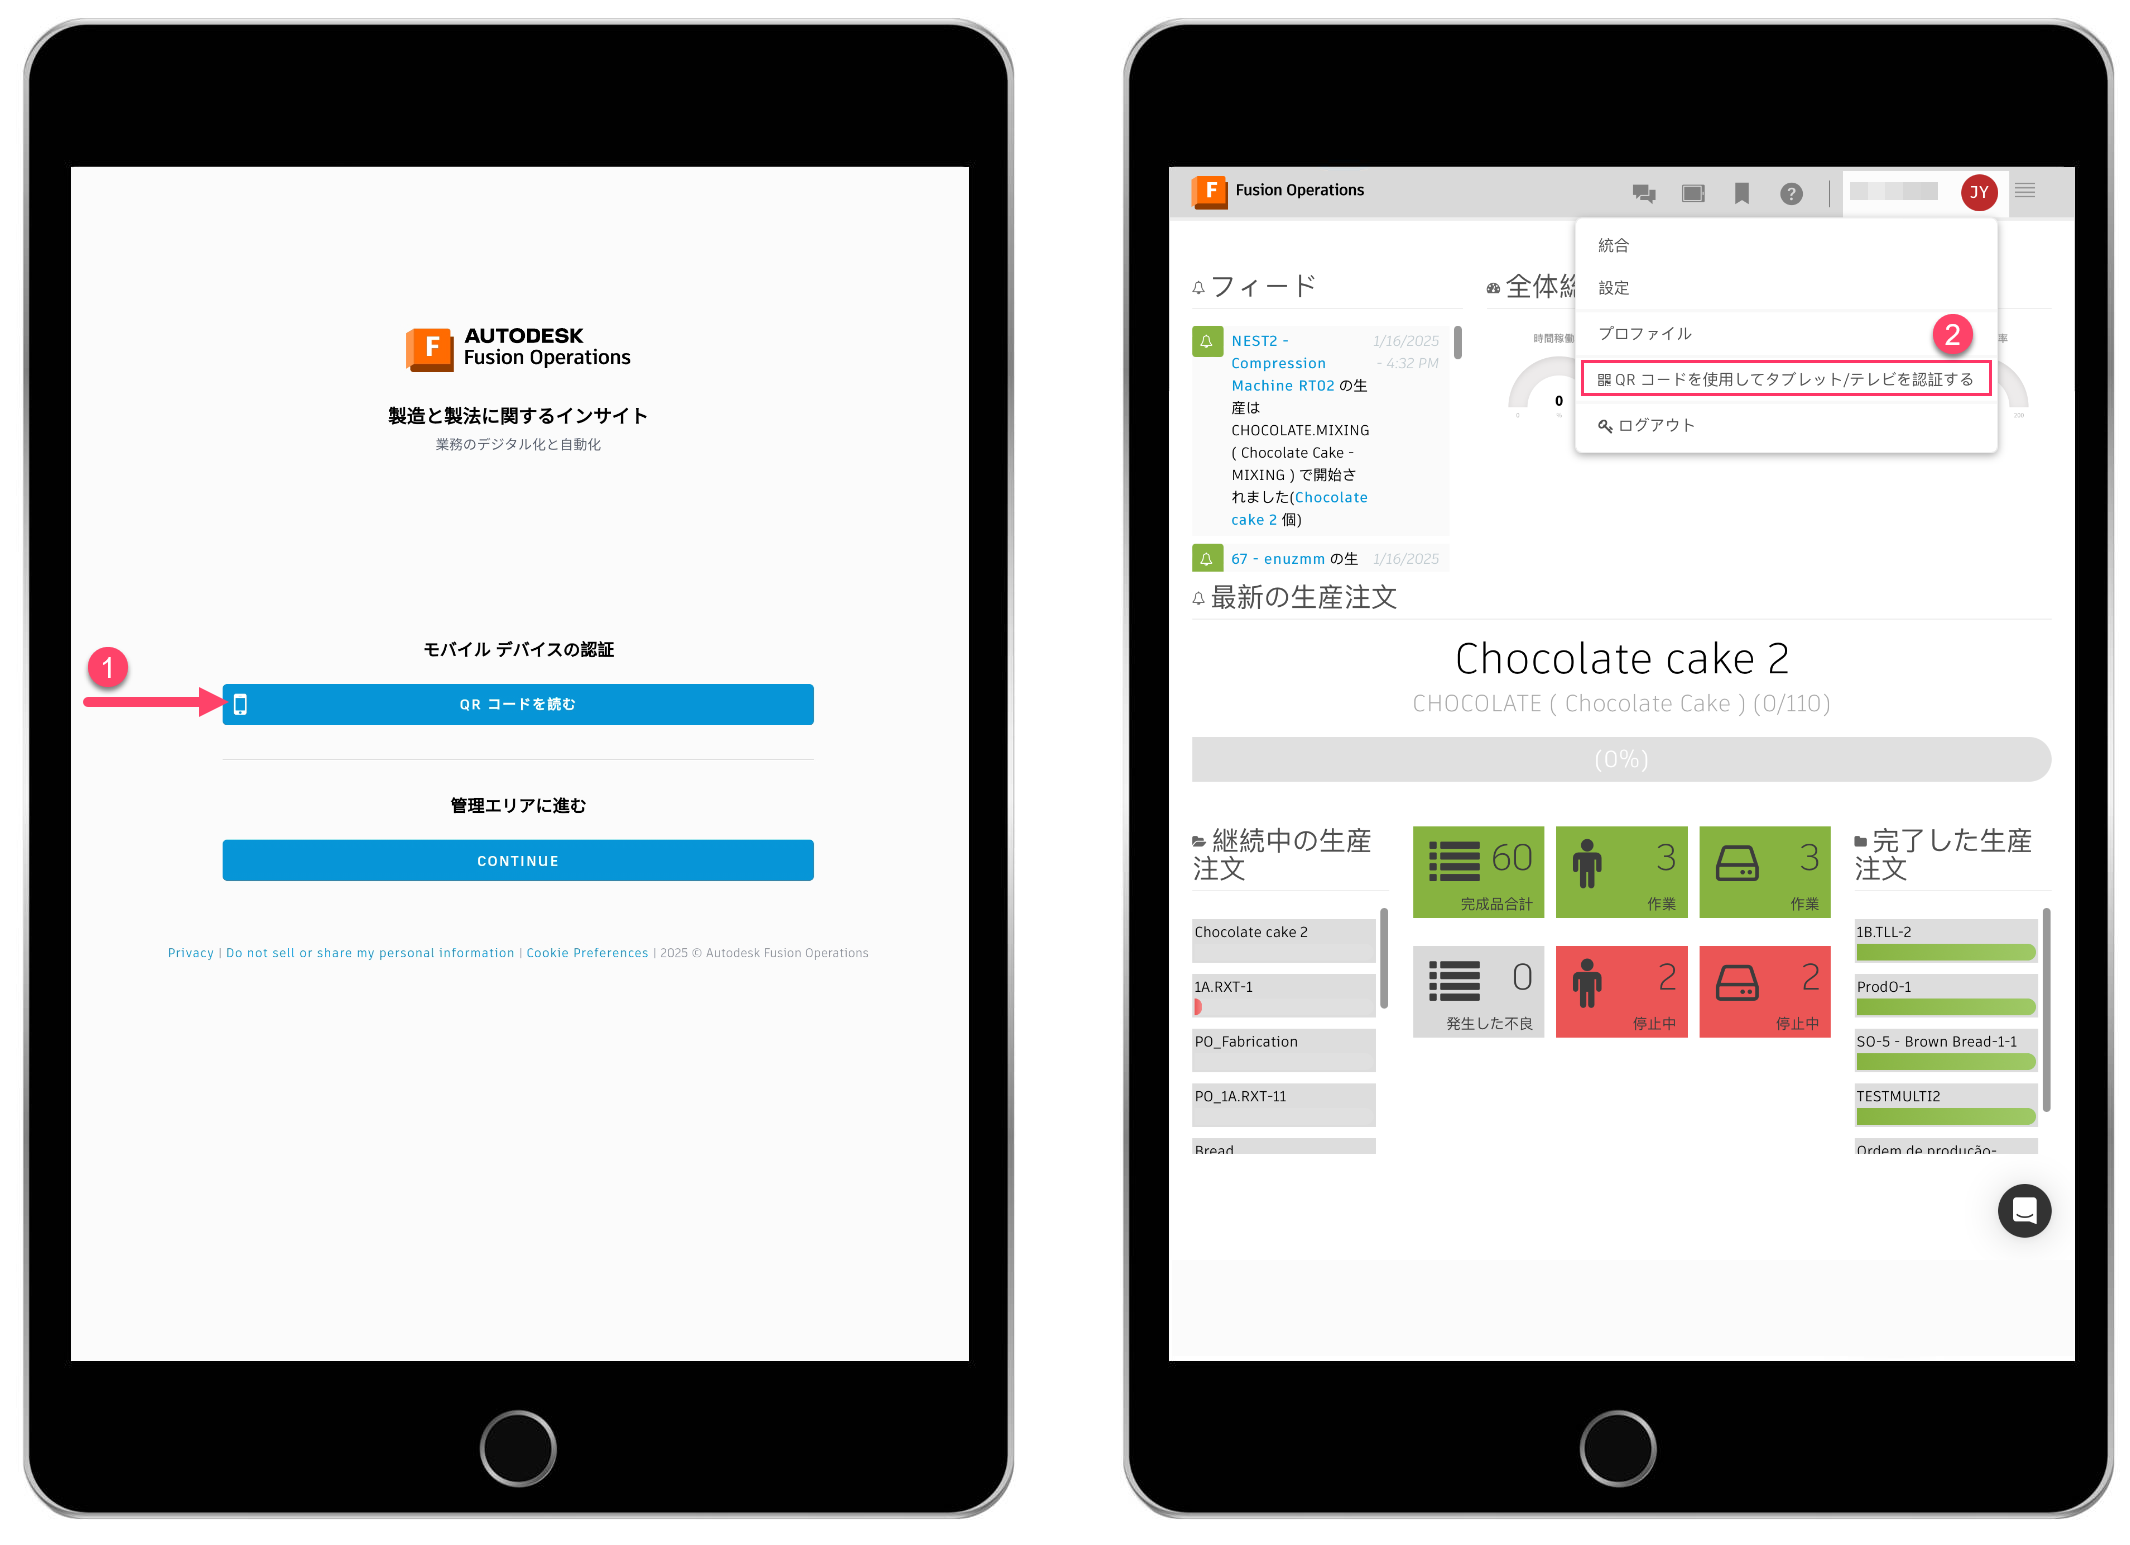 AUTODESK
Fusion Operations
製造と製法に関するインサイト
業務のデジタル化と自動化
モバイル デバイスの認証
1
QR コードを読む
管理エリアに進む
CONTINUE
Privacy | Do not sell or share my personal information | Cookie Preferences | 2025 © Autodesk Fusion Operations
Fusion Operations
JY
統合
設定
プロファイル
2
QR コードを使用してタブレット/テレビを認証する
ログアウト
フィード
NEST2 - 1/16/2025
Compression - 4:32 PM
Machine RT02 の生
産は
CHOCOLATE.MIXING
( Chocolate Cake -
MIXING ) で開始さ
れました(Chocolate
cake 2 個)
67 - enuzmm の生 1/16/2025
全体
時間稼働
0
0
%
率
200
最新の生産注文
Chocolate cake 2
CHOCOLATE ( Chocolate Cake ) (0/110)
(0%)
継続中の生産
注文
Chocolate cake 2
1A.RXT-1
PO_Fabrication
PO_1A.RXT-11
Bread
60
完成品合計
3
作業
3
作業
0
発生した不良
2
停止中
2
停止中
完了した生産
注文
1B.TLL-2
ProdO-1
SO-5 - Brown Bread-1-1
TESTMULTI2
Ordem de produção-